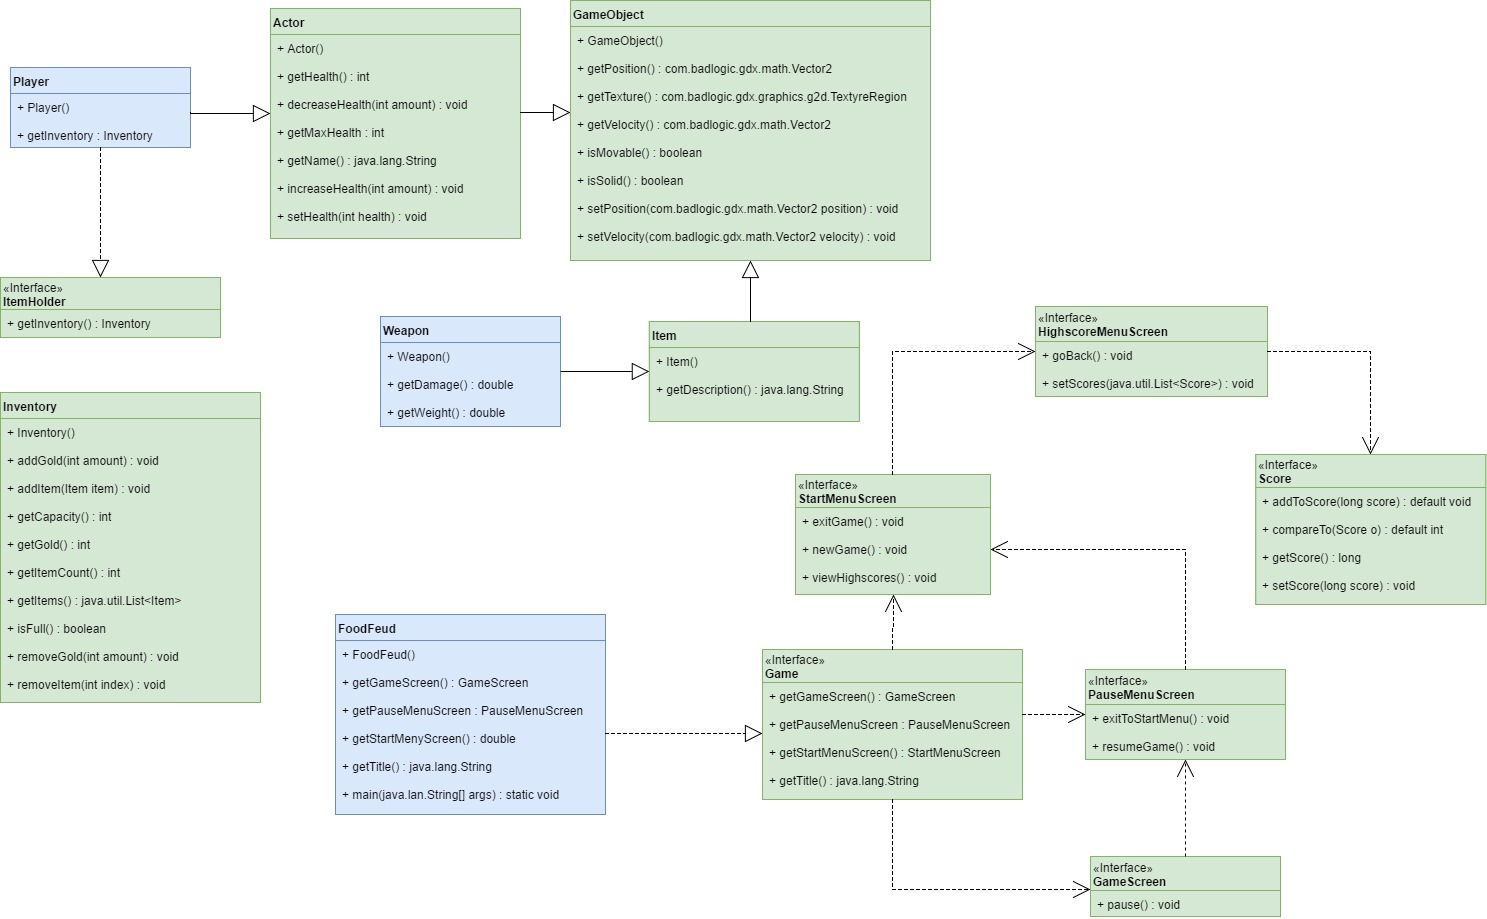 Player
+ Player()
+ getInventory : Inventory
Actor
+ Actor()
+ getHealth() : int
+ decreaseHealth(int amount) : void
+ getMaxHealth : int
+ getName() : java.lang.String
+ increaseHealth(int amount) : void
+ setHealth(int health) : void
GameObject
+ GameObject()
+ getPosition() : com.badlogic.gdx.math.Vector2
+ getTexture() : com.badlogic.gdx.graphics.g2d.TextyreRegion
+ getVelocity() : com.badlogic.gdx.math.Vector2
+ isMovable() : boolean
+ isSolid() : boolean
+ setPosition(com.badlogic.gdx.math.Vector2 position) : void
+ setVelocity(com.badlogic.gdx.math.Vector2 velocity) : void
«Interface»
ItemHolder
+ getInventory() : Inventory
Weapon
+ Weapon()
+ getDamage() : double
+ getWeight() : double
Item
+ Item()
+ getDescription() : java.lang.String
«Interface»
HighscoreMenuScreen
+ goBack() : void
+ setScores(java.util.List<Score>) : void
Inventory
+ Inventory()
+ addGold(int amount) : void
+ addItem(Item item) : void
+ getCapacity() : int
+ getGold() : int
+ getItemCount() : int
+ getItems() : java.util.List<Item>
+ isFull() : boolean
+ removeGold(int amount) : void
+ removeItem(int index) : void
«Interface»
StartMenuScreen
+ exitGame() : void
+ newGame() : void
+ viewHighscores() : void
«Interface»
Score
+ addToScore(long score) : default void
+ compareTo(Score o) : default int
+ getScore() : long
+ setScore(long score) : void
FoodFeud
+ FoodFeud()
+ getGameScreen() : GameScreen
+ getPauseMenuScreen : PauseMenuScreen
+ getStartMenyScreen() : double
+ getTitle() : java.lang.String
+ main(java.lan.String[] args) : static void
«Interface»
Game
+ getGameScreen() : GameScreen
+ getPauseMenuScreen : PauseMenuScreen
+ getStartMenuScreen() : StartMenuScreen
+ getTitle() : java.lang.String
«Interface»
PauseMenuScreen
+ exitToStartMenu() : void
+ resumeGame() : void
«Interface»
GameScreen
+ pause() : void